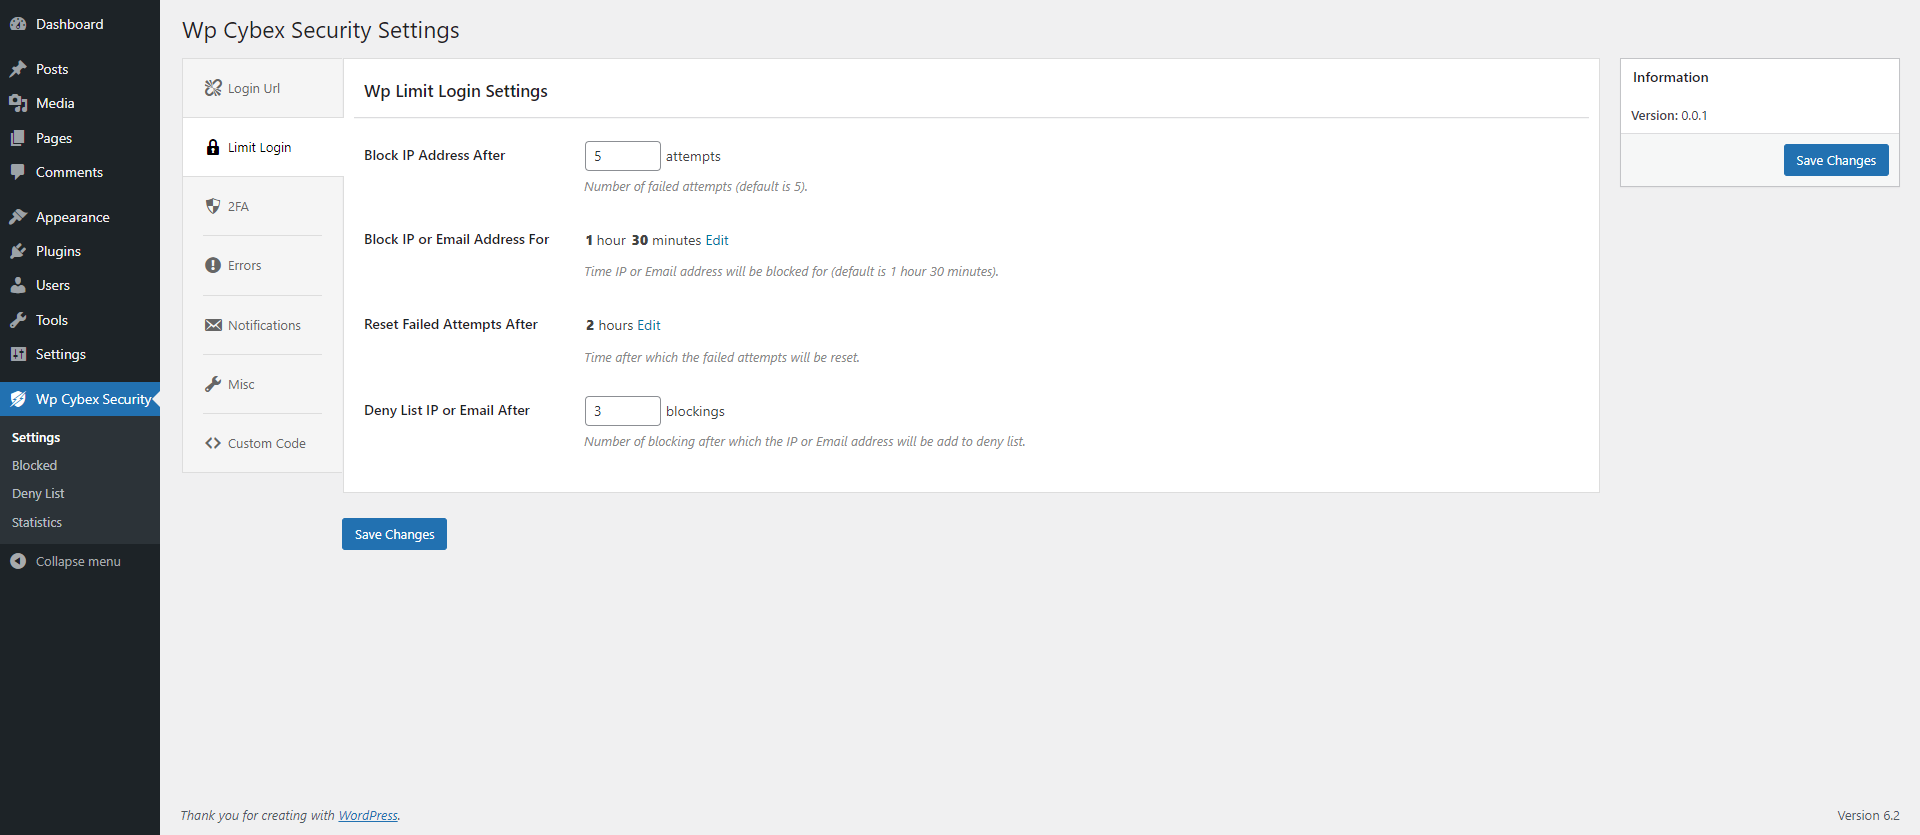 Dashboard
Posts
Media
Pages
Comments
Appearance
Plugins
Users
Tools
Settings
Wp Cybex Security
Settings
Blocked
Deny List
Statistics
Collapse menu
Wp Cybex Security Settings
Login Url
Limit Login
2FA
Errors
Notifications
Misc
Custom Code
Wp Limit Login Settings
Block IP Address After
5 attempts
Number of failed attempts (default is 5).
Block IP or Email Address For
1 hour 30 minutes Edit
Time IP or Email address will be blocked for (default is 1 hour 30 minutes).
Reset Failed Attempts After
2 hours Edit
Time after which the failed attempts will be reset.
Deny List IP or Email After
3 blockings
Number of blocking after which the IP or Email address will be add to deny list.
Save Changes
Information
Version: 0.0.1
Save Changes
Thank you for creating with WordPress.
Version 6.2